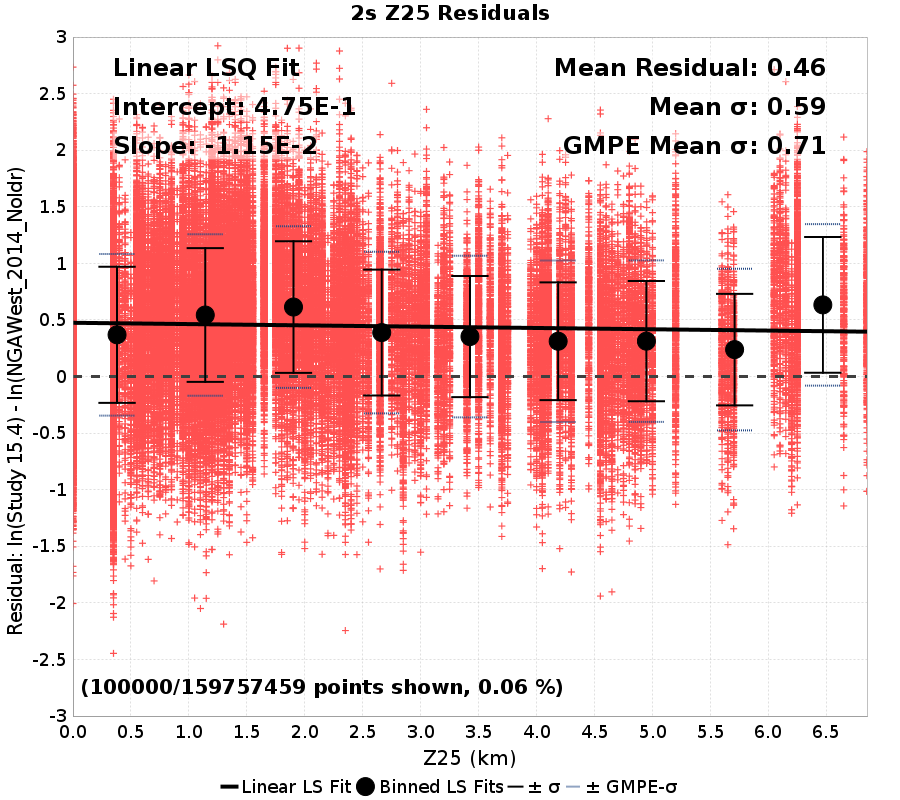 2s Z25 Residuals
Linear LSQ Fit
Intercept: 4.75E-1
Slope: -1.15E-2
Mean Residual: 0.46
Mean σ: 0.59
GMPE Mean σ: 0.71
3
2.5
2
1.5
1
0.5
0
-0.5
-1
-1.5
-2
-2.5
-3
Residual: ln(Study 15.4) - ln(NGAWest_2014_NoIdr)
(100000/159757459 points shown, 0.06 %)
0.0 0.5 1.0 1.5 2.0 2.5 3.0 3.5 4.0 4.5 5.0 5.5 6.0 6.5
Z25 (km)
Linear LS Fit Binned LS Fits ± σ ± GMPE-σ